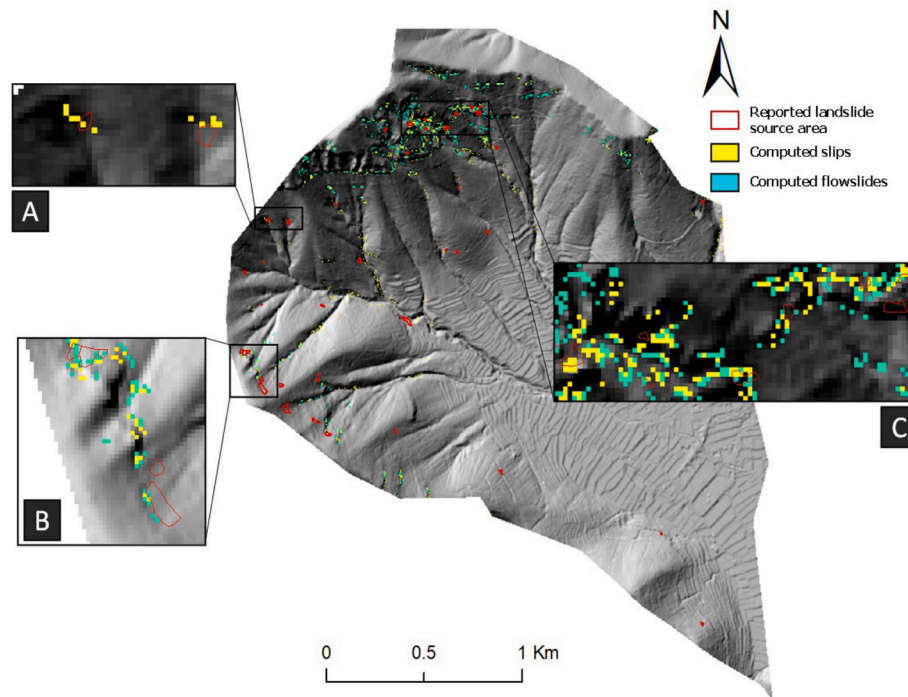 N
Reported landslide
source area
Computed slips
Computed flowslides
A
B
C
0 0.5 1 Km